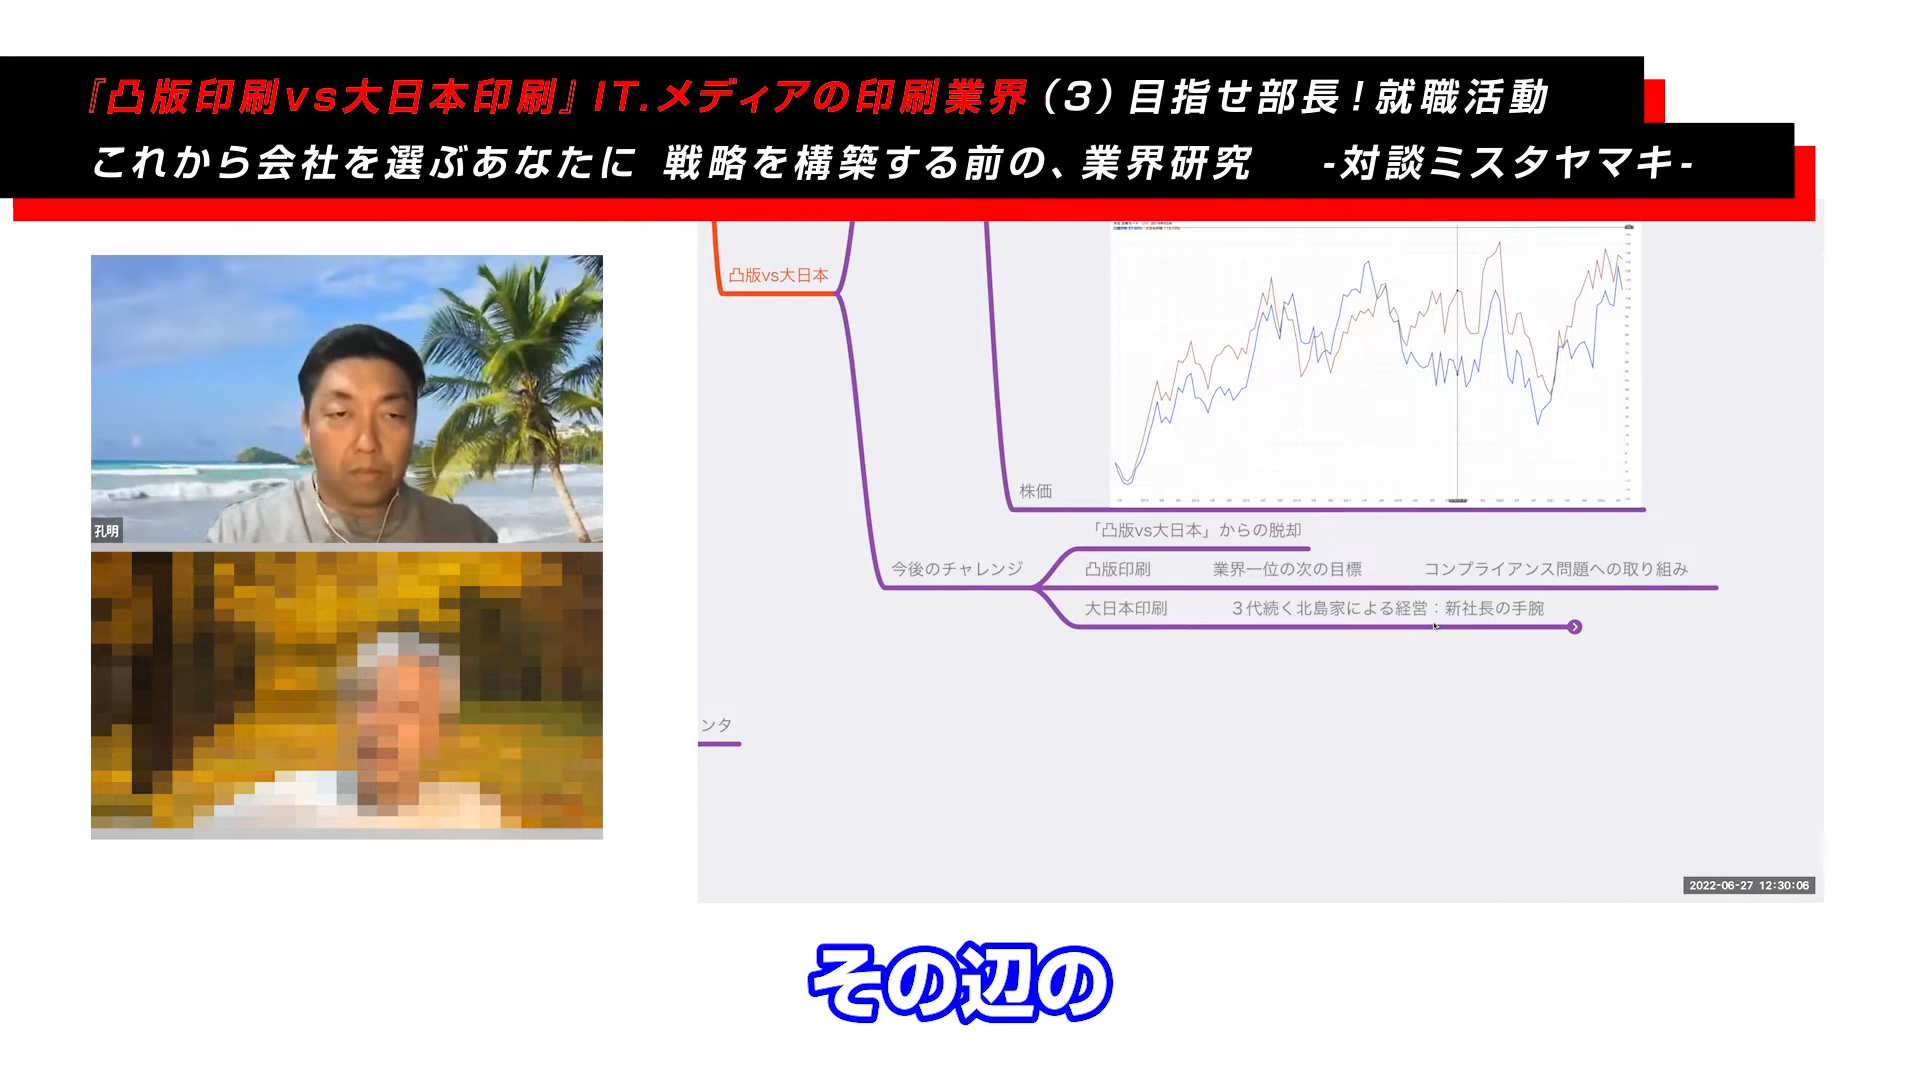 『凸版印刷vs大日本印刷』IT.メディアの印刷業界(3)目指せ部長!就職活動
これから会社を選ぶあなたに 戦略を構築する前の、業界研究 -対談ミスタヤマキ-
凸版vs大日本
孔明
株価
「凸版vs大日本」からの脱却
今後のチャレンジ
凸版印刷 業界一位の次の目標 コンプライアンス問題への取り組み
大日本印刷 3代続く北島家による経営:新社長の手腕
ンタ
2022-06-27 12:30:06
その辺の